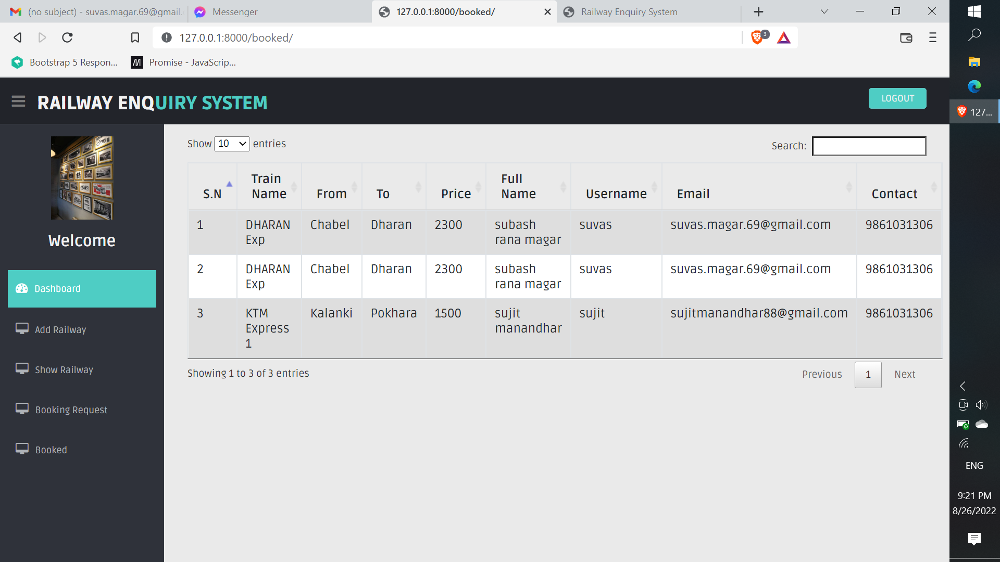 (no subject) - suvas.magar.69@gmail.
Messenger
127.0.0.1:8000/booked/
Railway Enquiry System
127.0.0.1:8000/booked/
3
Bootstrap 5 Respon...
Promise - JavaScrip...
127...
RAILWAY ENQUIRY SYSTEM
LOGOUT
Welcome
Dashboard
Add Railway
Show Railway
Booking Request
Booked
Show 10 entries
Search:
S.N Train Name From To Price Full Name Username Email Contact
1 DHARAN Exp Chabel Dharan 2300 subash rana magar suvas suvas.magar.69@gmail.com 9861031306
2 DHARAN Exp Chabel Dharan 2300 subash rana magar suvas suvas.magar.69@gmail.com 9861031306
3 KTM Express 1 Kalanki Pokhara 1500 sujit manandhar sujit sujitmanandhar88@gmail.com 9861031306
Showing 1 to 3 of 3 entries
Previous 1 Next
ENG
9:21 PM
8/26/2022